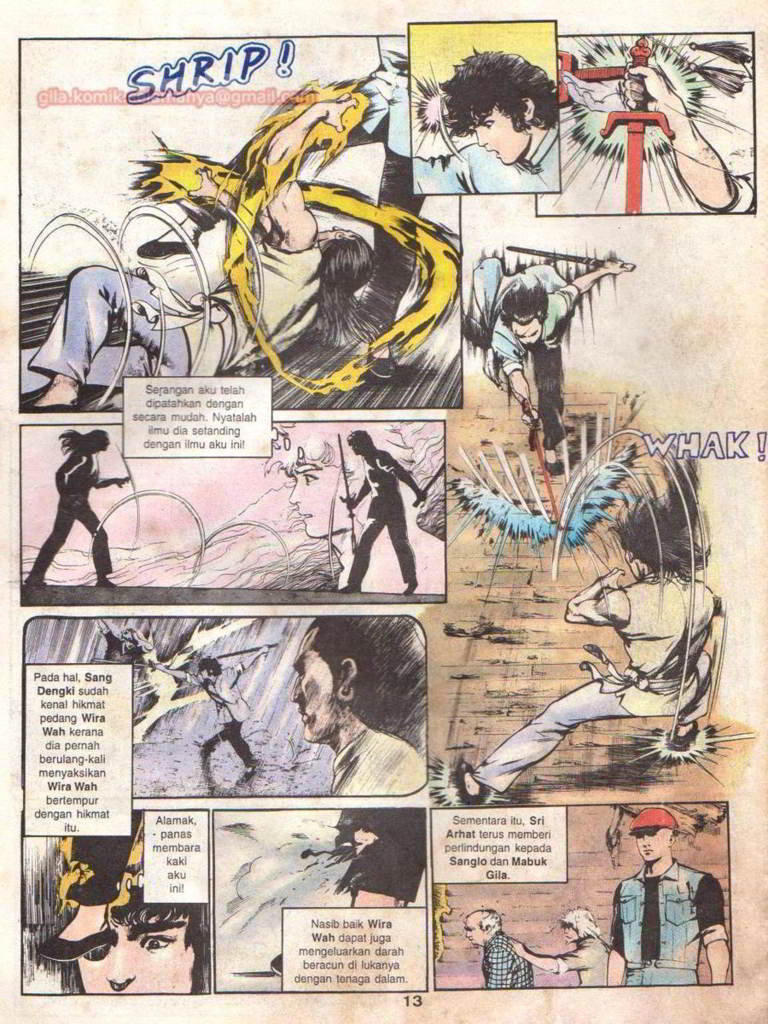 SHRIP!
Serangan aku telah
dipatahkan dengan
secara mudah. Nyatalah
ilmu dia setanding
dengan ilmu aku ini!
WHAK!
Pada hal, Sang
Dengki sudah
kenal hikmat
pedang Wira
Wah kerana
dia pernah
berulang-kali
menyaksikan
Wira Wah
bertempur
dengan hikmat
itu.
Alamak,
panas
membara
kaki
aku
ini!
Nasib baik Wira
Wah dapat juga
mengeluarkan darah
beracun di lukanya
dengan tenaga dalam.
Sementara itu, Sri
Arhat terus memberi
perlindungan kepada
Sanglo dan Mabuk
Gila.
13